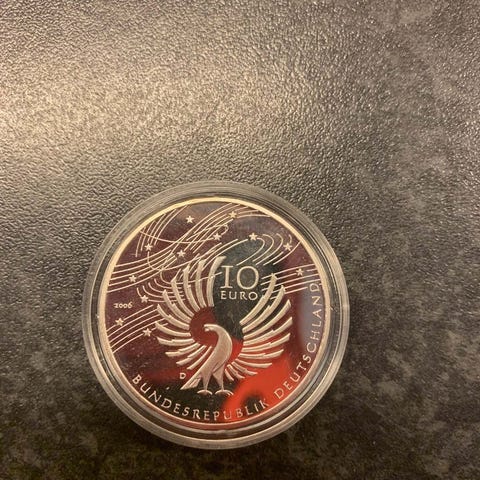 10
EURO
2006
D
BUNDESREPUBLIK DEUTSCHLAND